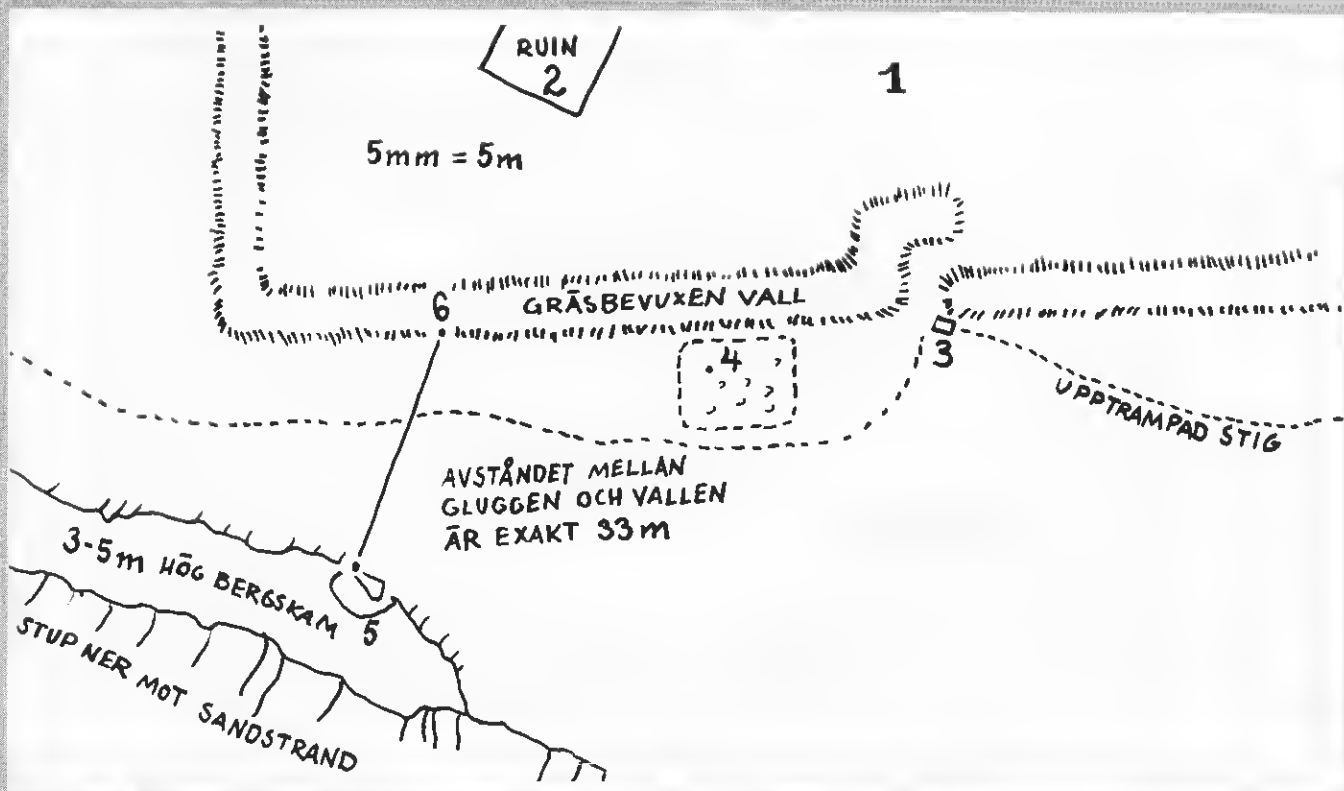 RUIN
2
1
5mm = 5m
6
GRÄSBEVUXEN VALL
4
3
UPPTRAMPAD STIG
AVSTÅNDET MELLAN
GLUGGEN OCH VALLEN
ÄR EXAKT 33m
3-5m HÖG BERGSKAM
5
STUP NER MOT SANDSTRAND